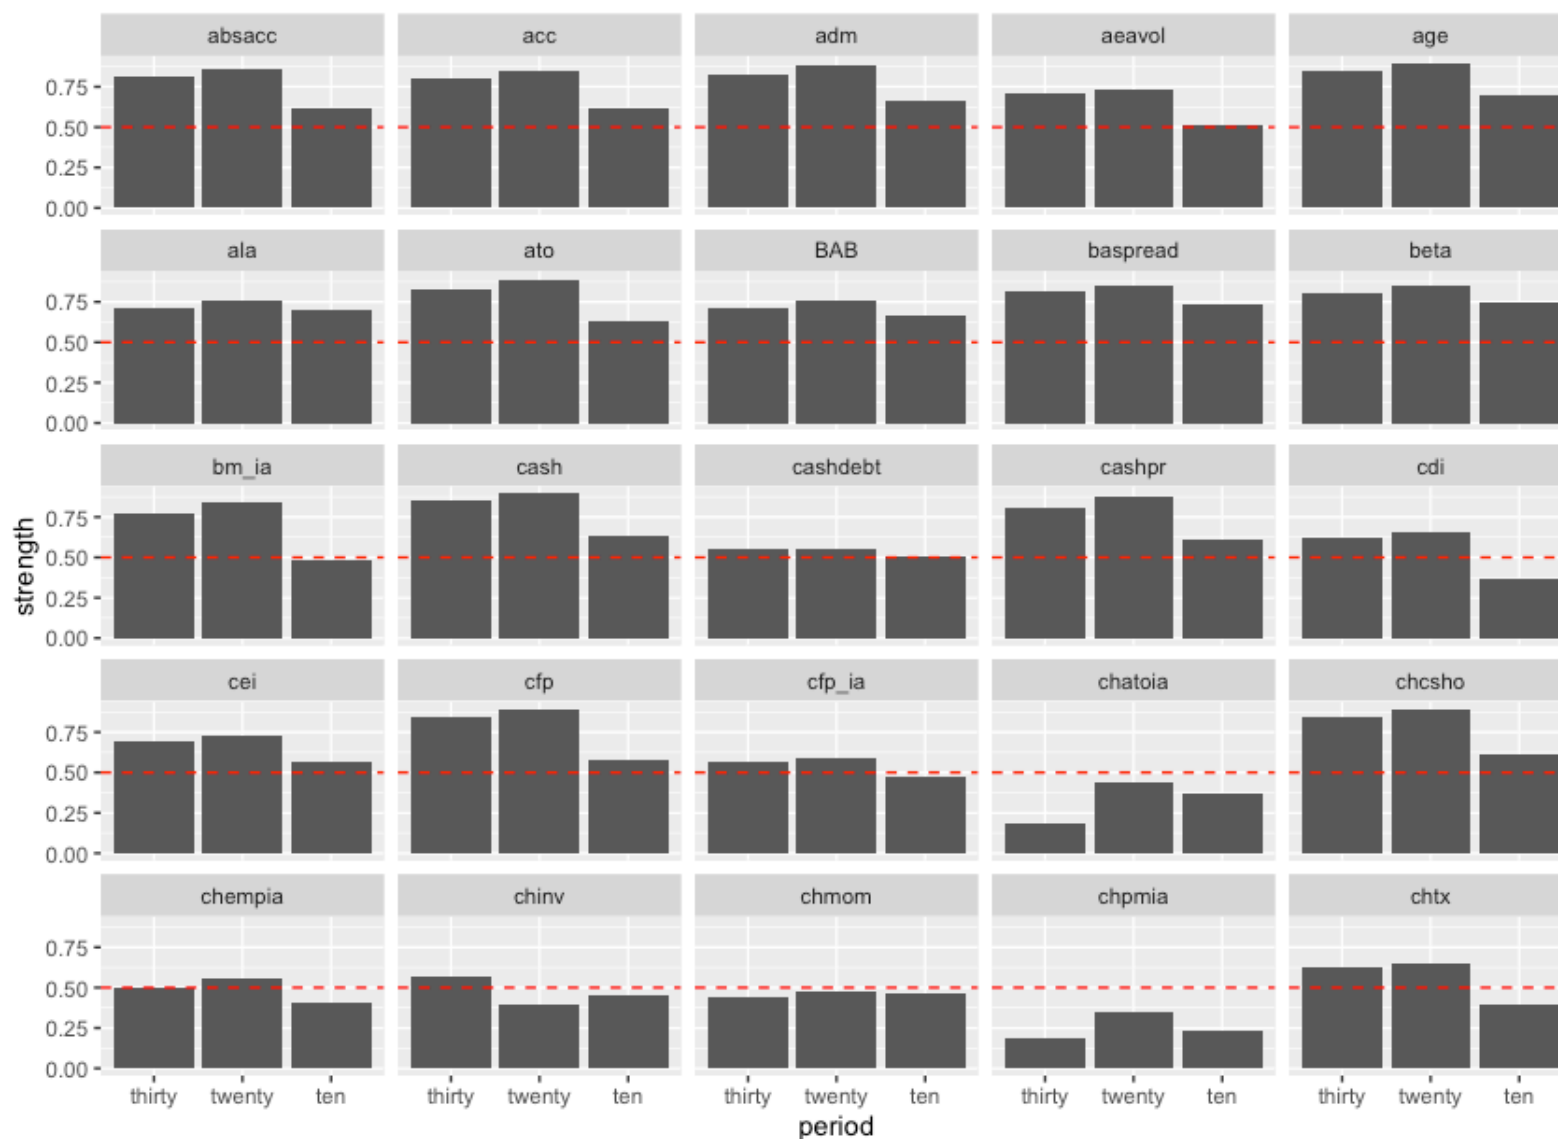 absacc acc adm aeavol age
0.75
0.50
0.25
0.00
ala ato BAB baspread beta
0.75
0.50
0.25
0.00
bm_ia cash cashdebt cashpr cdi
0.75
0.50
0.25
0.00
strength
cei cfp cfp_ia chatoia chcsho
0.75
0.50
0.25
0.00
chempia chinv chmom chpmia chtx
0.75
0.50
0.25
0.00
thirty twenty ten thirty twenty ten thirty twenty ten thirty twenty ten thirty twenty ten
period